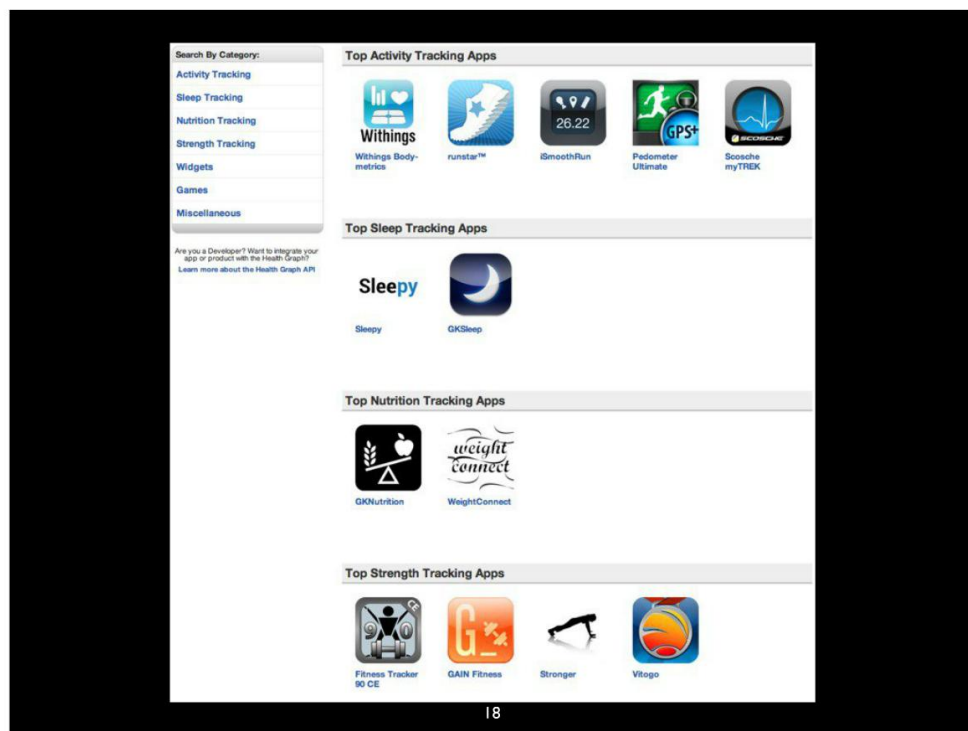 Search By Category:
Activity Tracking
Sleep Tracking
Nutrition Tracking
Strength Tracking
Widgets
Games
Miscellaneous
Are you a Developer? Want to integrate your
app or product with the Health Graph?
Learn more about the Health Graph API
Top Activity Tracking Apps
Withings
26.22
GPS+
SCOSCHE
Withings Body-
metrics
runstar™
iSmoothRun
Pedometer
Ultimate
Scosche
myTREK
Top Sleep Tracking Apps
Sleepy
Sleepy
GKSleep
Top Nutrition Tracking Apps
weight
connect
GKNutrition
WeightConnect
Top Strength Tracking Apps
CE
90
G_
Fitness Tracker
90 CE
GAIN Fitness
Stronger
Vitogo
18